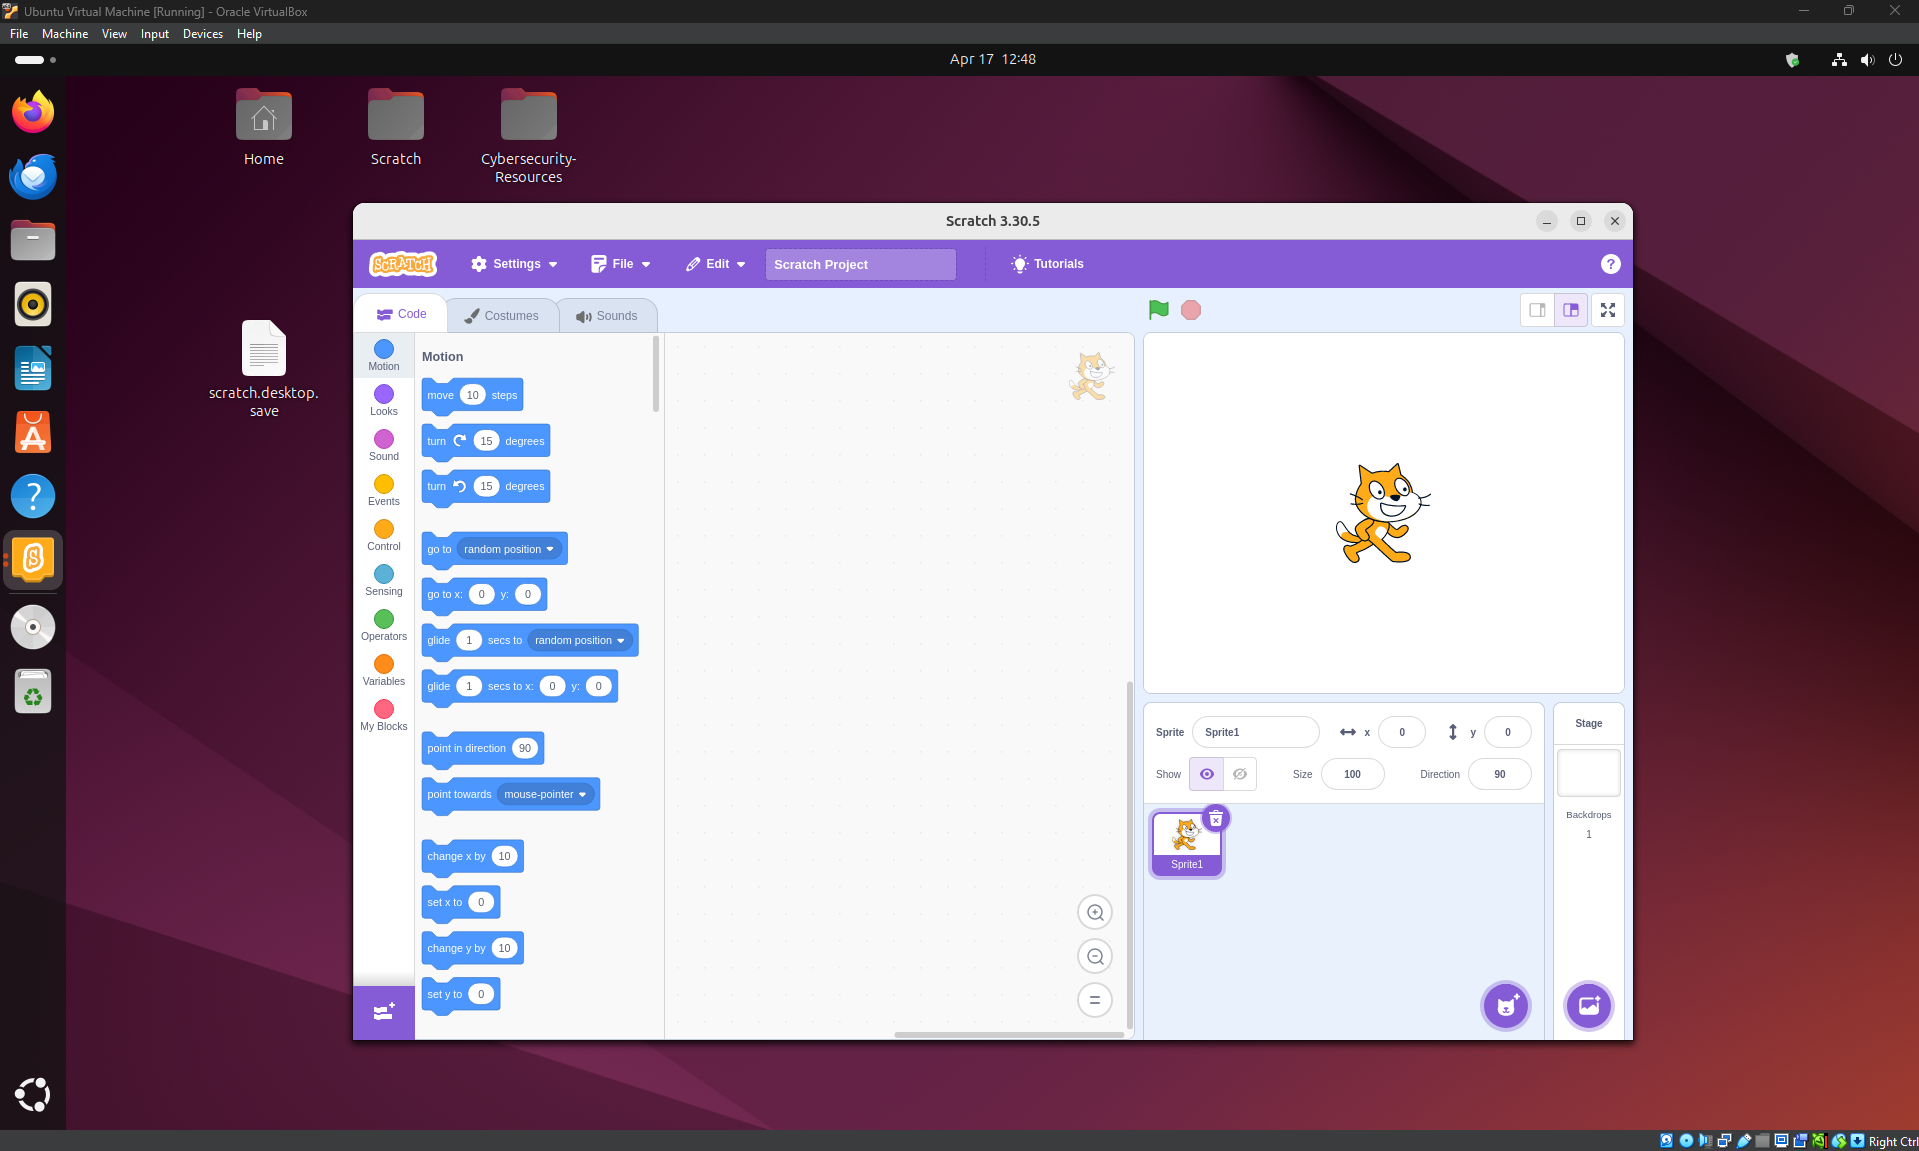 Ubuntu Virtual Machine [Running] - Oracle VirtualBox
File Machine View Input Devices Help
Apr 17 12:48
Home
Scratch
Cybersecurity-
Resources
scratch.desktop.
save
Scratch 3.30.5
SCRATCH
Settings
File
Edit
Scratch Project
Tutorials
?
Code
Costumes
Sounds
Motion
Looks
Sound
Events
Control
Sensing
Operators
Variables
My Blocks
Motion
move 10 steps
turn 15 degrees
turn 15 degrees
go to random position
go to x: 0 y: 0
glide 1 secs to random position
glide 1 secs to x: 0 y: 0
point in direction 90
point towards mouse-pointer
change x by 10
set x to 0
change y by 10
set y to 0
Sprite Sprite1 x 0 y 0
Show Size 100 Direction 90
Sprite1
Stage
Backdrops
1
Right Ctrl